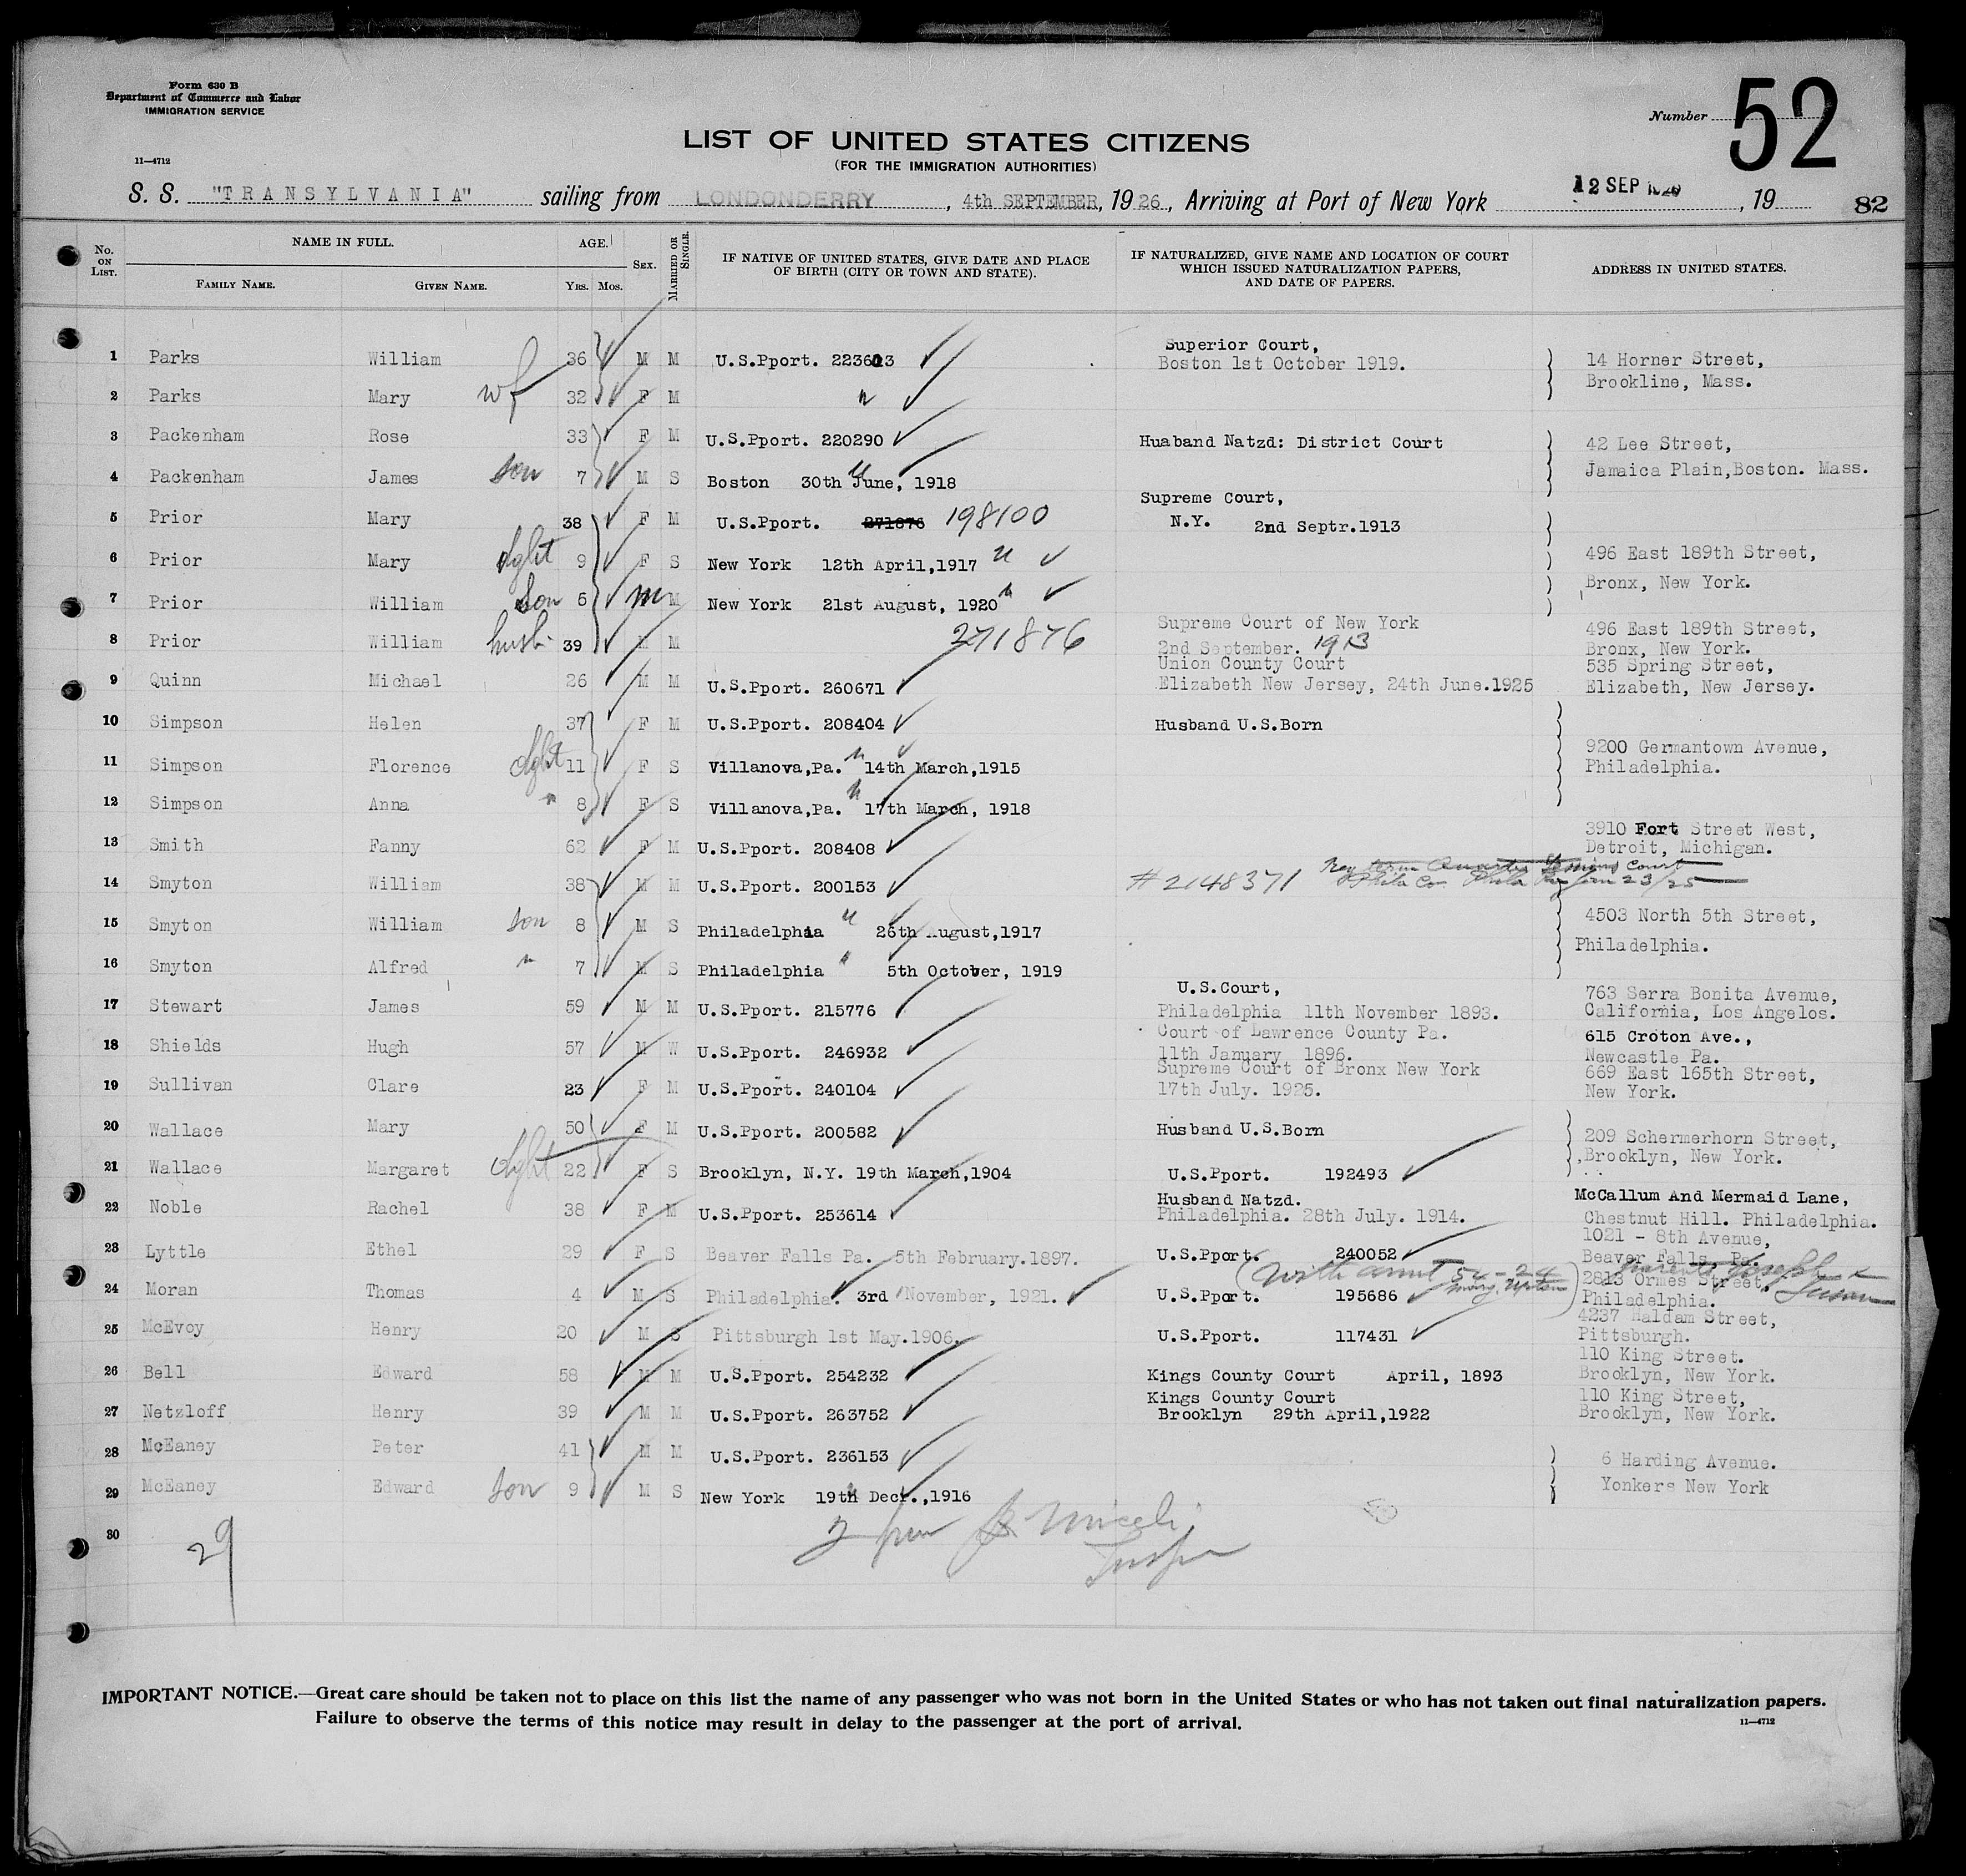 Form 630 B
Department of Commerce and Labor
IMMIGRATION SERVICE
11—4712
Number 52
LIST OF UNITED STATES CITIZENS
(FOR THE IMMIGRATION AUTHORITIES)
S. S. "TRANSYLVANIA" sailing from LONDONDERRY, 4th SEPTEMBER, 1926, Arriving at Port of New York 12 SEP 1926, 19 82
No. ON LIST. NAME IN FULL. FAMILY NAME. GIVEN NAME. AGE. YRS. MOS. SEX. MARRIED OR SINGLE. IF NATIVE OF UNITED STATES, GIVE DATE AND PLACE OF BIRTH (CITY OR TOWN AND STATE). IF NATURALIZED, GIVE NAME AND LOCATION OF COURT WHICH ISSUED NATURALIZATION PAPERS, AND DATE OF PAPERS. ADDRESS IN UNITED STATES.
1 Parks William 36 M M U.S.Pport. Superior Court, Boston 1st October 1919. 14 Horner Street, Brookline, Mass.
2 Parks Mary wf 32 F M "
3 Packenham Rose 33 F M U.S.Pport. 220290 Huaband Natzd: District Court 42 Lee Street,
4 Packenham James son 7 M S Boston 30th June, 1918 Jamaica Plain,Boston. Mass.
5 Prior Mary 38 F M U.S.Pport. 271876 198100 Supreme Court, N.Y. 2nd Septr.1913
6 Prior Mary dght 9 F S New York 12th April,1917 496 East 189th Street,
7 Prior William son 6 m M New York 21st August, 1920 Bronx, New York.
8 Prior William husb 39 M M 271876 Supreme Court of New York 2nd September. 1913 496 East 189th Street, Bronx, New York.
9 Quinn Michael 26 M M U.S.Pport. 260671 Union County Court Elizabeth New Jersey, 24th June.1925 535 Spring Street, Elizabeth, New Jersey.
10 Simpson Helen 37 F M U.S.Pport. 208404 Husband U.S.Born
11 Simpson Florence dght 11 F S Villanova,Pa. 14th March,1915 9200 Germantown Avenue, Philadelphia.
12 Simpson Anna " 8 F S Villanova,Pa. 17th March, 1918
13 Smith Fanny 62 F M U.S.Pport. 208408 3910 Fort Street West, Detroit, Michigan.
14 Smyton William 38 M M U.S.Pport. 200153 #2148371 Court Phila Co. Phila 23/25
15 Smyton William son 8 M S Philadelphia 26th August,1917 4503 North 5th Street,
16 Smyton Alfred " 7 M S Philadelphia 5th October, 1919 Philadelphia.
17 Stewart James 59 M M U.S.Pport. 215776 U.S.Court, Philadelphia 11th November 1893. 763 Serra Bonita Avenue, California, Los Angelos.
18 Shields Hugh 57 M W U.S.Pport. 246932 Court of Lawrence County Pa. 11th January 1896. 615 Croton Ave., Newcastle Pa.
19 Sullivan Clare 23 F M U.S.Pport. 240104 Supreme Court of Bronx New York 17th July. 1925. 669 East 165th Street, New York.
20 Wallace Mary 50 F M U.S.Pport. 200582 Husband U.S.Born 209 Schermerhorn Street,
21 Wallace Margaret dght 22 F S Brooklyn, N.Y. 19th March,1904 U.S.Pport. 192493 Brooklyn, New York.
22 Noble Rachel 38 F M U.S.Pport. 253614 Husband Natzd. Philadelphia. 28th July. 1914. McCallum And Mermaid Lane, Chestnut Hill. Philadelphia.
23 Lyttle Ethel 29 F S Beaver Falls Pa. 5th February.1897. U.S.Pport. 240052 1021 - 8th Avenue, Beaver Falls, Pa.
24 Moran Thomas 4 M S Philadelphia. 3rd November, 1921. U.S.Pport. 195686 (with aunt Mary Upton) 2813 Ormes Street, Philadelphia. parents Joseph & Susan
25 McEvoy Henry 20 M S Pittsburgh 1st May.1906. U.S.Pport. 117431 4237 Haldam Street, Pittsburgh.
26 Bell Edward 58 M M U.S.Pport. 254232 Kings County Court April, 1893 110 King Street. Brooklyn, New York.
27 Netzloff Henry 39 M M U.S.Pport. 263752 Kings County Court Brooklyn 29th April,1922 110 King Street, Brooklyn, New York.
28 McEaney Peter 41 M M U.S.Pport. 236153 6 Harding Avenue.
29 McEaney Edward son 9 M S New York 19th Decr.,1916 Yonkers New York
30
29
IMPORTANT NOTICE.—Great care should be taken not to place on this list the name of any passenger who was not born in the United States or who has not taken out final naturalization papers.
Failure to observe the terms of this notice may result in delay to the passenger at the port of arrival.
11—4712